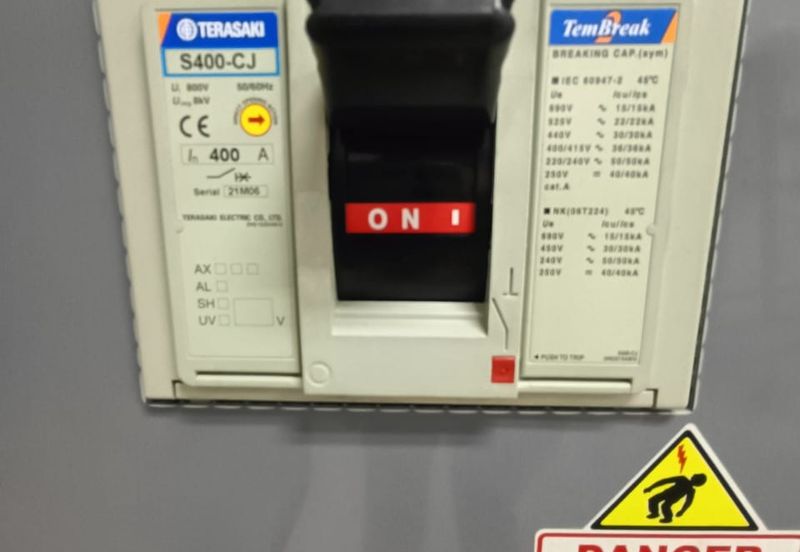 TERASAKI
S400-CJ
Ui 800V 50/60Hz
Uimp 8kV
CE
In 400 A
Serial 21M06
TERASAKI ELECTRIC CO., LTD.
AX
AL
SH
UV V
ON I
TemBreak 2
BREAKING CAP.(sym)
IEC 60947-2 45℃
Ue Icu/Ics
690V ~ 15/15kA
525V ~ 22/22kA
440V ~ 30/30kA
400/415V ~ 36/36kA
220/240V ~ 50/50kA
250V ⎓ 40/40kA
cat.A
NK(09T224) 45℃
Ue Icu/Ics
690V ~ 15/15kA
450V ~ 30/30kA
240V ~ 50/50kA
250V ⎓ 40/40kA
PUSH TO TRIP
DANGER